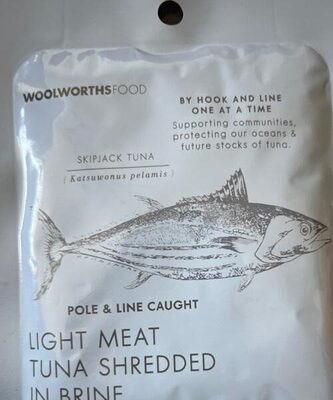 WOOLWORTHSFOOD
BY HOOK AND LINE
ONE AT A TIME
Supporting communities,
protecting our oceans &
future stocks of tuna.
SKIPJACK TUNA
( Katsuwonus pelamis )
POLE & LINE CAUGHT
LIGHT MEAT
TUNA SHREDDED
IN BRINE